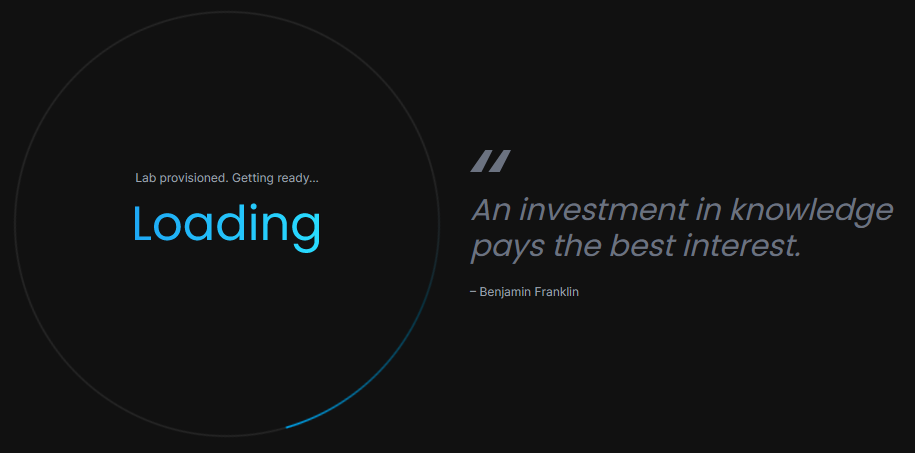 Lab provisioned. Getting ready...
Loading
“
An investment in knowledge
pays the best interest.
– Benjamin Franklin